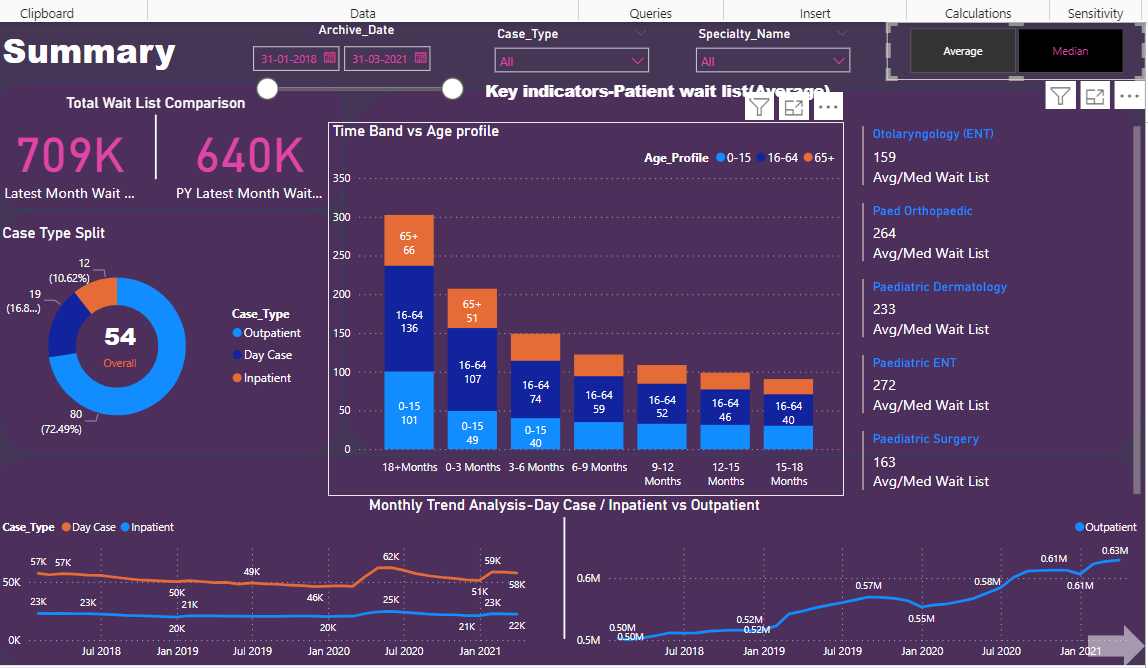 Clipboard
Data
Queries
Insert
Calculations
Sensitivity
Summary
Archive_Date
31-01-2018
31-03-2021
Case_Type
All
Specialty_Name
All
Average
Median
Key indicators-Patient wait list(Average)
Total Wait List Comparison
709K
Latest Month Wait ...
640K
PY Latest Month Wait...
Case Type Split
12
(10.62%)
19
(16.8...)
54
Overall
80
(72.49%)
Case_Type
Outpatient
Day Case
Inpatient
Time Band vs Age profile
Age_Profile 0-15 16-64 65+
350
300
250
200
150
100
50
0
65+
66
16-64
136
0-15
101
65+
51
16-64
107
0-15
49
16-64
74
0-15
40
16-64
59
16-64
52
16-64
46
16-64
40
18+Months
0-3 Months
3-6 Months
6-9 Months
9-12
Months
12-15
Months
15-18
Months
Otolaryngology (ENT)
159
Avg/Med Wait List
Paed Orthopaedic
264
Avg/Med Wait List
Paediatric Dermatology
233
Avg/Med Wait List
Paediatric ENT
272
Avg/Med Wait List
Paediatric Surgery
163
Avg/Med Wait List
Monthly Trend Analysis-Day Case / Inpatient vs Outpatient
Case_Type Day Case Inpatient
50K
0K
57K
57K
50K
49K
46K
62K
51K
59K
58K
23K
23K
20K
21K
20K
25K
21K
23K
22K
Jul 2018
Jan 2019
Jul 2019
Jan 2020
Jul 2020
Jan 2021
Outpatient
0.6M
0.5M
0.50M
0.50M
0.52M
0.52M
0.57M
0.55M
0.58M
0.61M
0.61M
0.63M
Jul 2018
Jan 2019
Jul 2019
Jan 2020
Jul 2020
Jan 2021